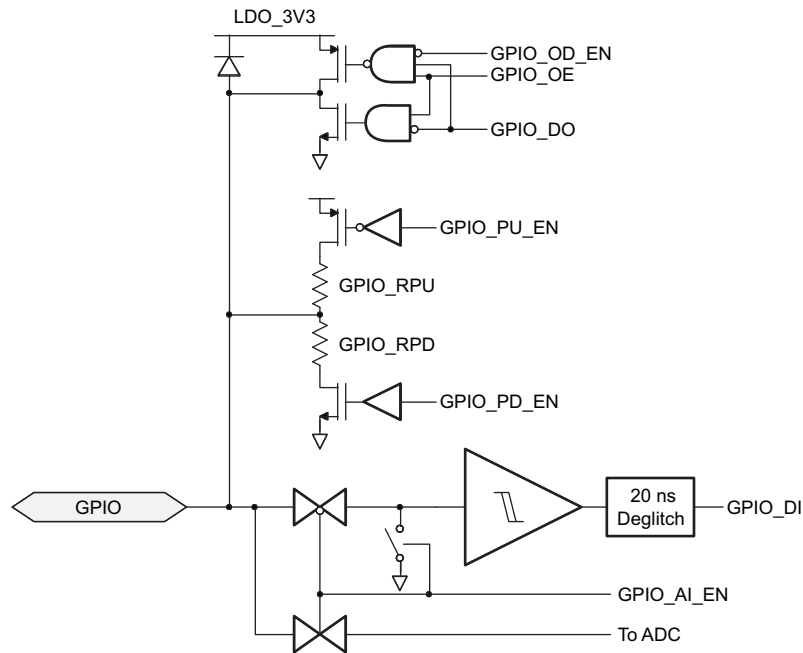 LDO_3V3
GPIO_OD_EN
GPIO_OE
GPIO_DO
GPIO_PU_EN
GPIO_RPU
GPIO_RPD
GPIO_PD_EN
GPIO
20 ns
Deglitch
GPIO_DI
GPIO_AI_EN
To ADC